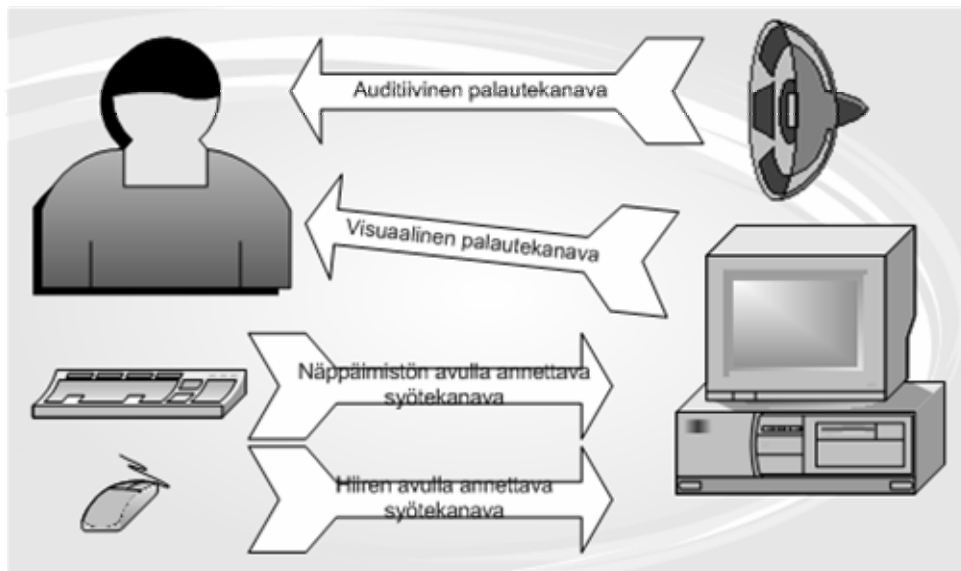 Auditiivinen palautekanava
Visuaalinen palautekanava
Näppäimistön avulla annettava
syötekanava
Hiiren avulla annettava
syötekanava